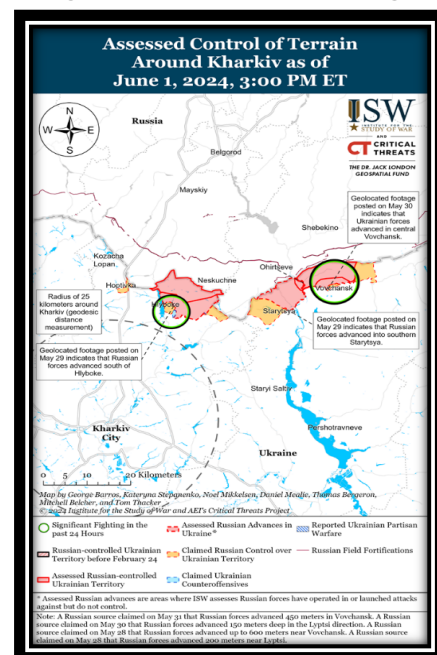 Assessed Control of Terrain
Around Kharkiv as of
June 1, 2024, 3:00 PM ET
N
W
E
S
Russia
ISW
INSTITUTE FOR THE
STUDY OF WAR
AND
CT CRITICAL
THREATS
THE DR. JACK LONDON
GEOSPATIAL FUND
Belgorod
Mayskiy
Geolocated footage
posted on May 30
indicates that
Ukrainian forces
advanced in central
Vovchansk.
Shebekino
Kozacha
Lopan
Hoptivka
Neskuchne
Ohirtseve
Vovchansk
Radius of 25
kilometers around
Kharkiv (geodesic
distance
measurement)
Hlyboke
Starytsya
Geolocated footage posted on
May 29 indicates that Russian
forces advanced south of
Hlyboke.
Geolocated footage posted on
May 29 indicates that Russian
forces advanced into southern
Starytsya.
Staryi Saltiv
Kharkiv
City
Pershotravneve
Ukraine
0 5 10 20 Kilometers
Map by George Barros, Kateryna Stepanenko, Noel Mikkelsen, Daniel Mealie, Thomas Bergeron,
Mitchell Belcher, and Tom Thacker
© 2024 Institute for the Study of War and AEI's Critical Threats Project
Significant Fighting in the
past 24 Hours
Assessed Russian Advances in
Ukraine*
Reported Ukrainian Partisan
Warfare
Russian-controlled Ukrainian
Territory before February 24
Claimed Russian Control over
Ukrainian Territory
Russian Field Fortifications
Assessed Russian-controlled
Ukrainian Territory
Claimed Ukrainian
Counteroffensives
* Assessed Russian advances are areas where ISW assesses Russian forces have operated in or launched attacks
against but do not control.
Note: A Russian source claimed on May 31 that Russian forces advanced 450 meters in Vovchansk. A Russian
source claimed on May 30 that Russian forces advanced 150 meters deep in the Lyptsi direction. A Russian
source claimed on May 28 that Russian forces advanced up to 600 meters near Vovchansk. A Russian source
claimed on May 28 that Russian forces advanced 200 meters near Lyptsi.